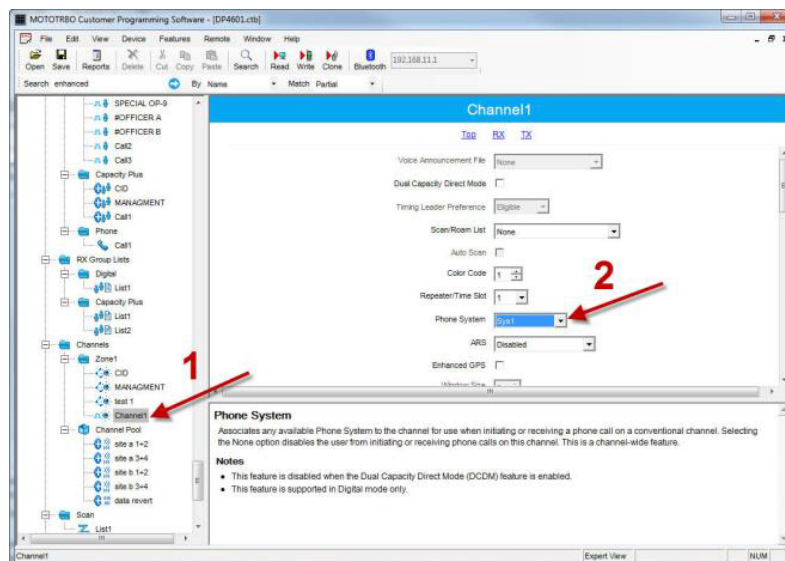 MOTOTRBO Customer Programming Software - [DP4601.ctb]
File Edit View Device Features Remote Window Help
Open Save Reports Delete Cut Copy Paste Search Read Write Clone Bluetooth 192.168.11.1
Search enhanced By Name Match Partial
SPECIAL OP-9
#OFFICER A
#OFFICER B
Call2
Call3
Capacity Plus
CID
MANAGMENT
Call1
Phone
Call1
RX Group Lists
Digital
List1
Capacity Plus
List1
List2
Channels
Zone1
CID
MANAGMENT
test 1
Channel1
Channel Pool
site a 1+2
site a 3+4
site b 1+2
site b 3+4
data revert
Scan
List1
1
Channel1
Top RX TX
Voice Announcement File None
Dual Capacity Direct Mode
Timing Leader Preference Eligible
Scan/Roam List None
Auto Scan
Color Code 1
Repeater/Time Slot 1
Phone System Sys1
ARS Disabled
Enhanced GPS
Window Size
2
Phone System
Associates any available Phone System to the channel for use when initiating or receiving a phone call on a conventional channel. Selecting
the None option disables the user from initiating or receiving phone calls on this channel. This is a channel-wide feature.
Notes
• This feature is disabled when the Dual Capacity Direct Mode (DCDM) feature is enabled.
• This feature is supported in Digital mode only.
Channel1 Expert View NUM